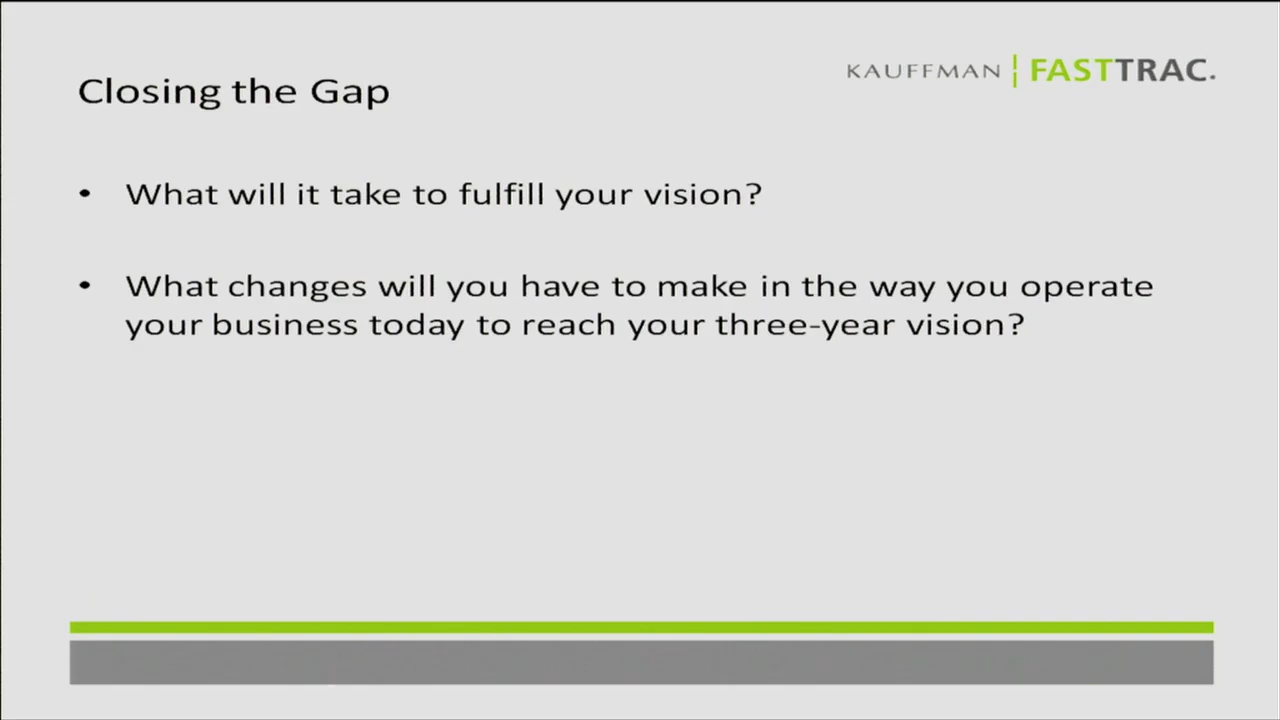 KAUFFMAN | FASTTRAC.
Closing the Gap
• What will it take to fulfill your vision?
• What changes will you have to make in the way you operate
your business today to reach your three-year vision?